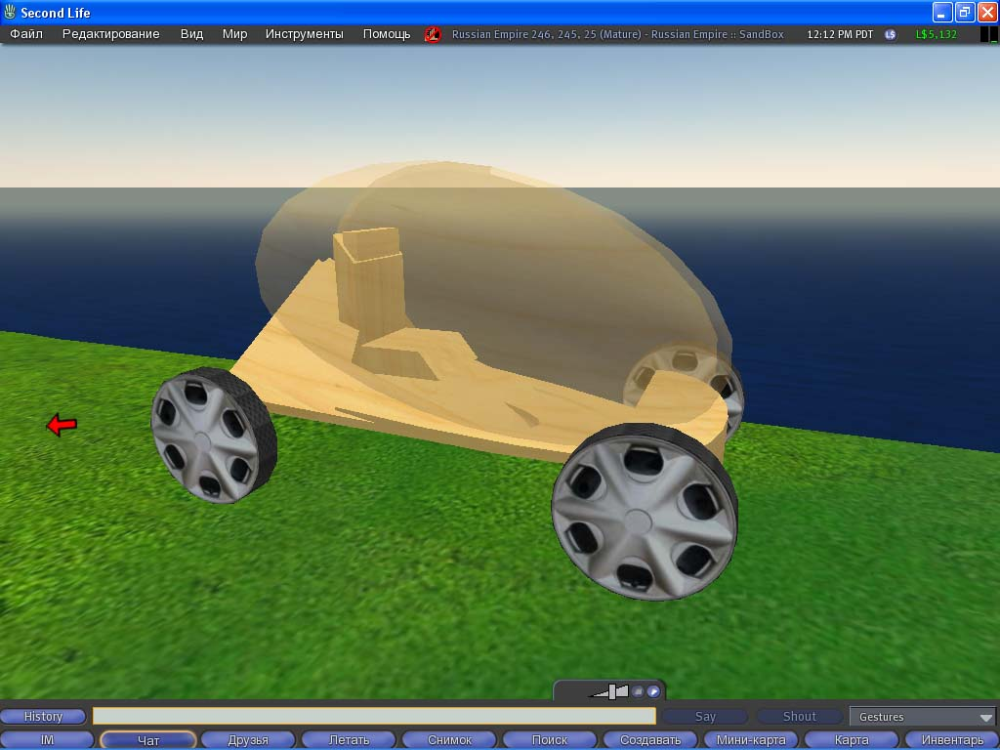 Second Life
Файл Редактирование Вид Мир Инструменты Помощь Russian Empire 246, 245, 25 (Mature) - Russian Empire :: SandBox 12:12 PM PDT L$ L$5,132
History Say Shout Gestures
IM Чат Друзья Летать Снимок Поиск Создавать Мини-карта Карта Инвентарь